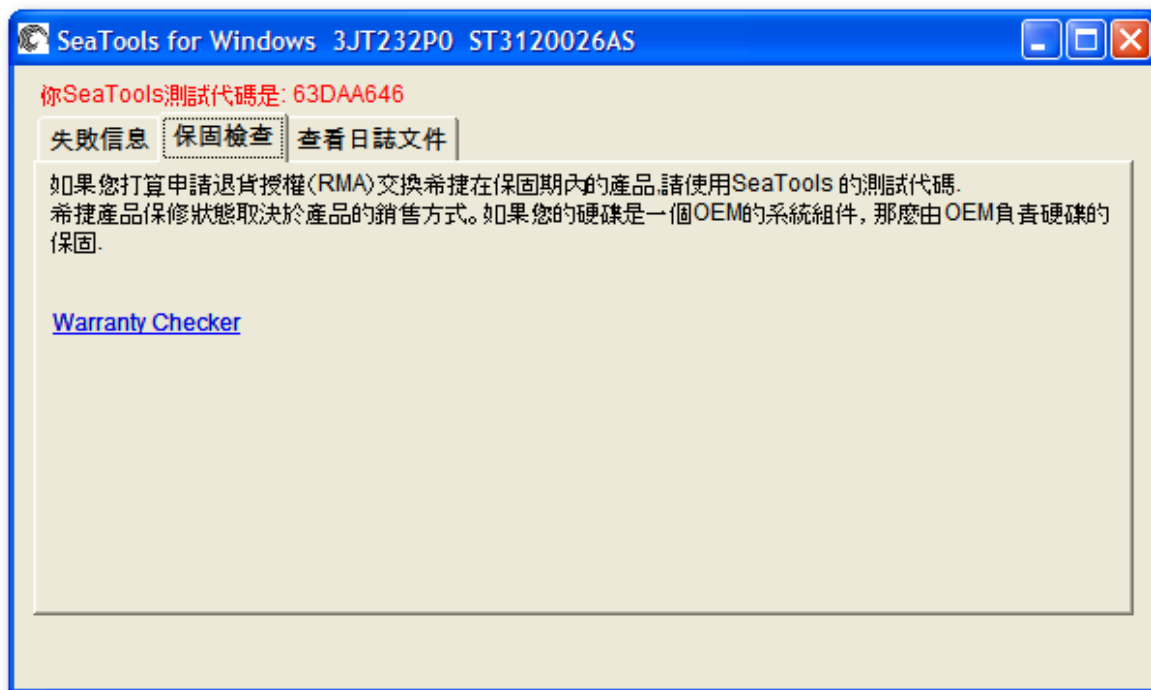 SeaTools for Windows 3JT232P0 ST3120026AS
你SeaTools測試代碼是: 63DAA646
失敗信息 保固檢查 查看日誌文件
如果您打算申請退貨授權(RMA)交換希捷在保固期內的產品,請使用SeaTools 的測試代碼.
希捷產品保修狀態取決於產品的銷售方式。如果您的硬碟是一個OEM的系統組件, 那麼由OEM負責硬碟的
保固.
Warranty Checker